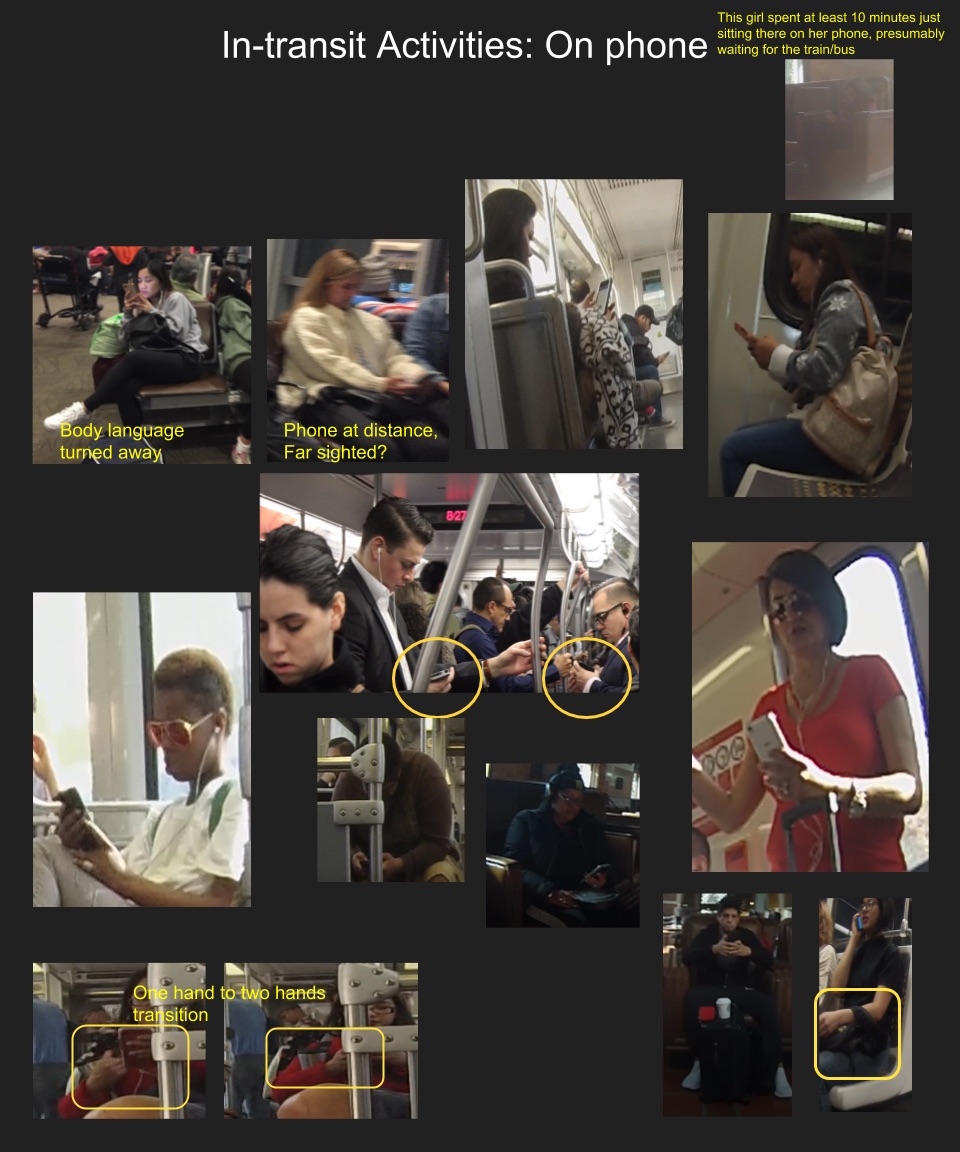 In-transit Activities: On phone
This girl spent at least 10 minutes just
sitting there on her phone, presumably
waiting for the train/bus
Body language
turned away
Phone at distance,
Far sighted?
8:27
One hand to two hands
transition